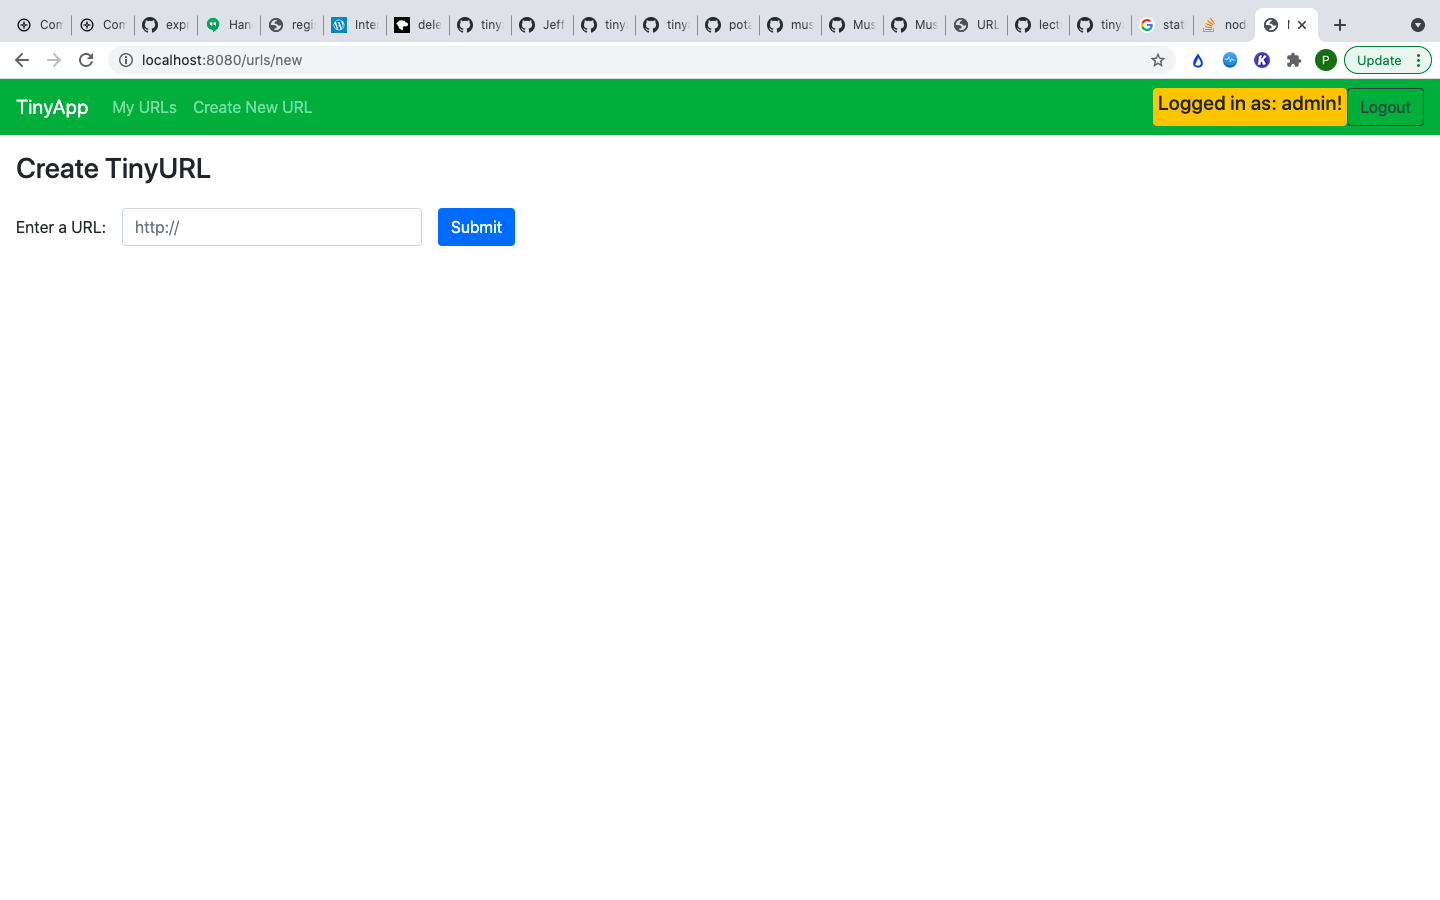 Com Com expr Han regi Inte dele tiny Jeff tiny tiny pota mus Mus Mus URL lect tiny stat nod
localhost:8080/urls/new P Update
TinyApp My URLs Create New URL Logged in as: admin! Logout
Create TinyURL
Enter a URL: http:// Submit